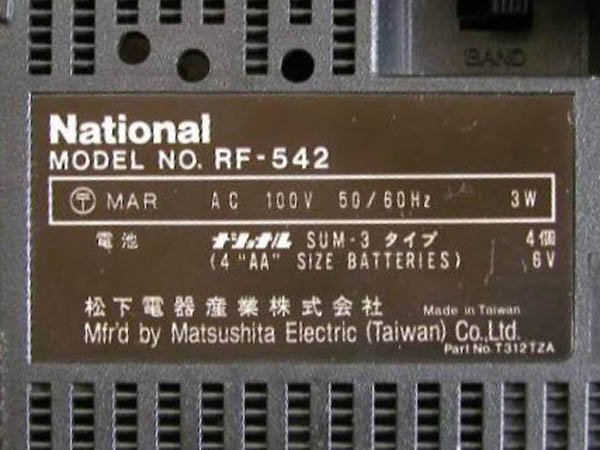 BAND
National
MODEL NO. RF-542
〒 MAR AC 100V 50/60Hz 3W
電池 ナショナル SUM-3 タイプ 4個
(4 "AA" SIZE BATTERIES) 6V
松下電器産業株式会社 Made in Taiwan
Mfr'd by Matsushita Electric (Taiwan) Co.,Ltd.
Part No.T312TZA